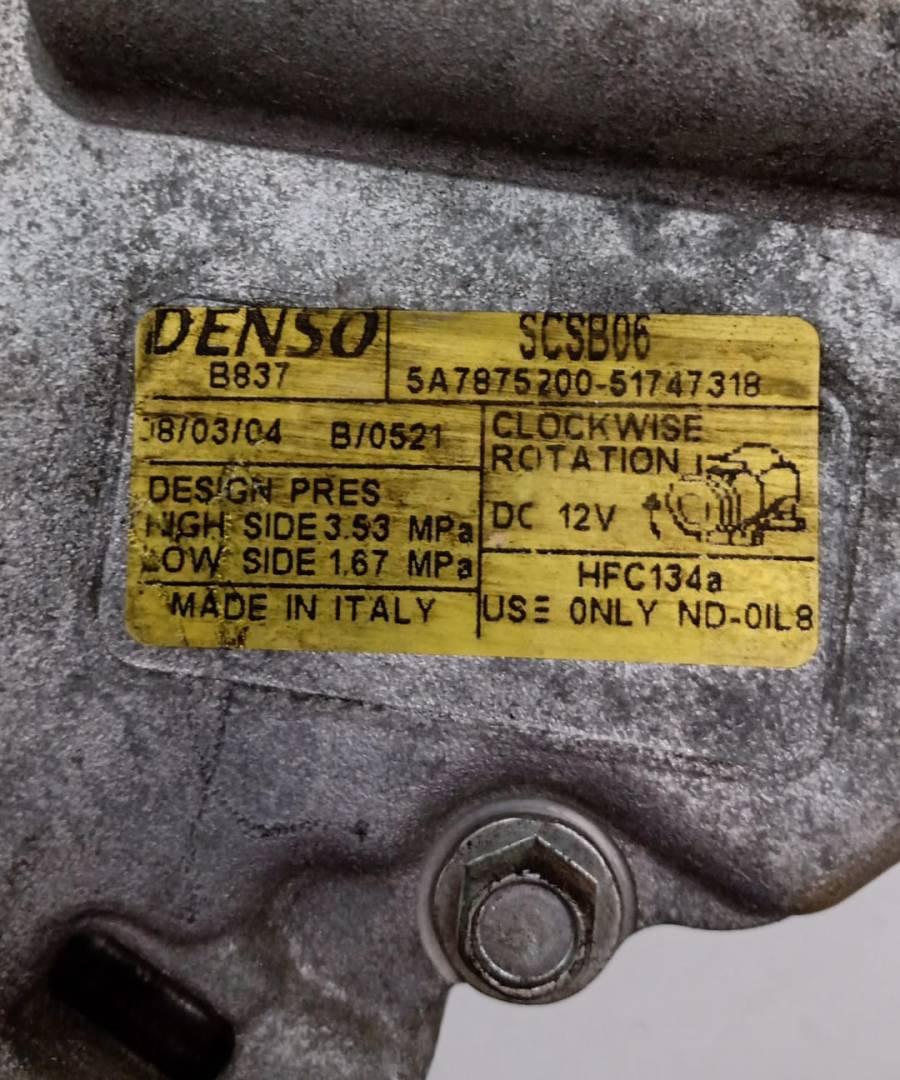 DENSO
B837
SCSB06
5A7875200-51747318
08/03/04 B/0521
DESIGN PRES
HIGH SIDE 3.53 MPa
LOW SIDE 1.67 MPa
MADE IN ITALY
CLOCKWISE
ROTATION
DC 12V
HFC134a
USE ONLY ND-OIL8